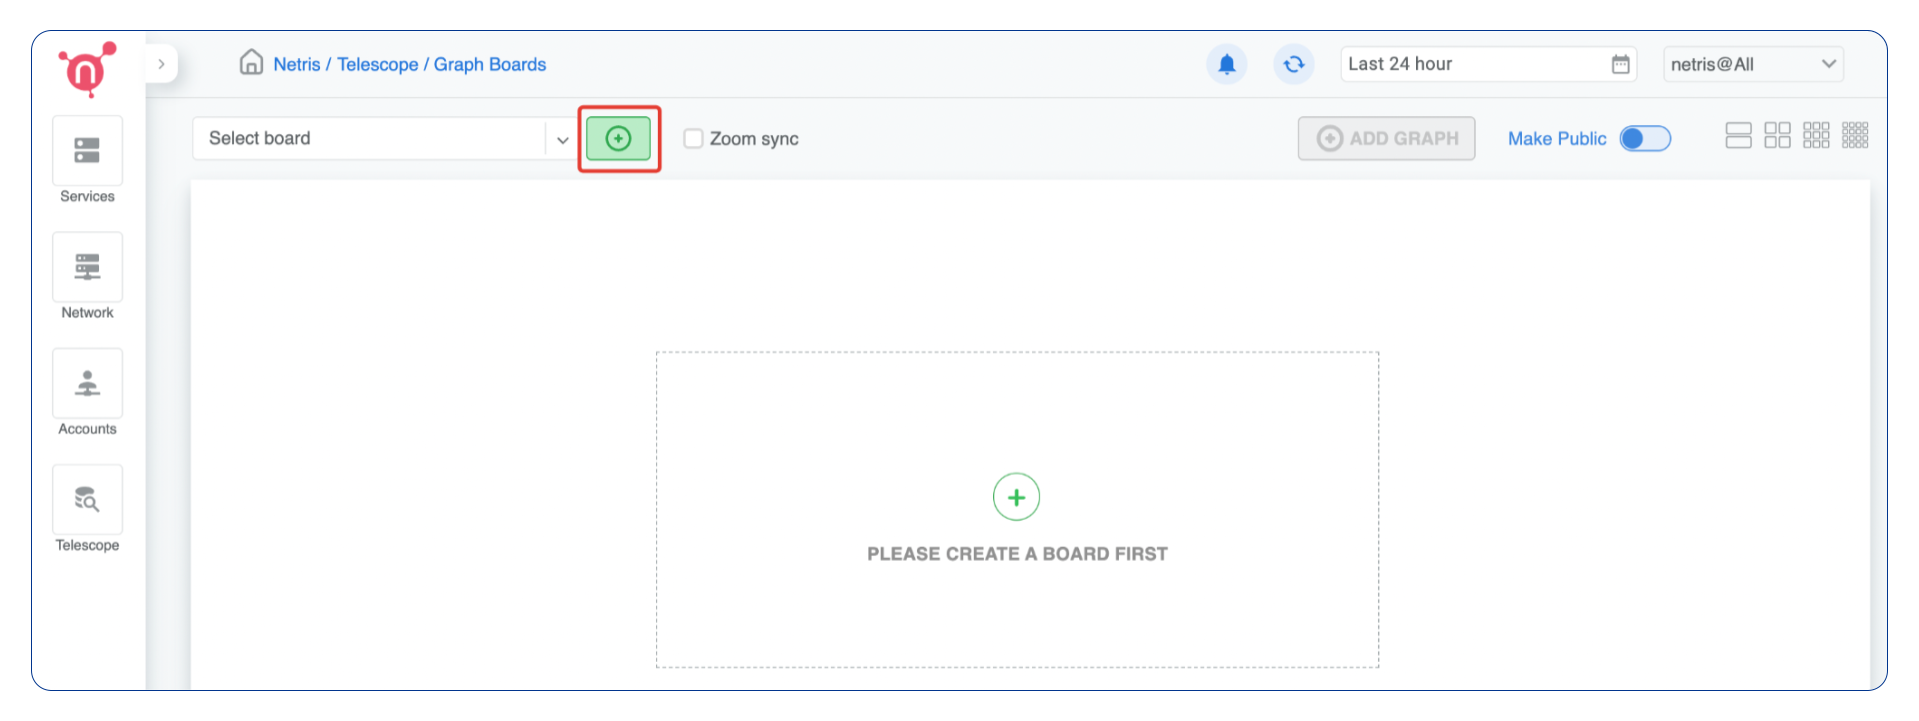 Netris / Telescope / Graph Boards
Last 24 hour
netris@All
Select board
Zoom sync
ADD GRAPH
Make Public
Services
Network
Accounts
Telescope
PLEASE CREATE A BOARD FIRST